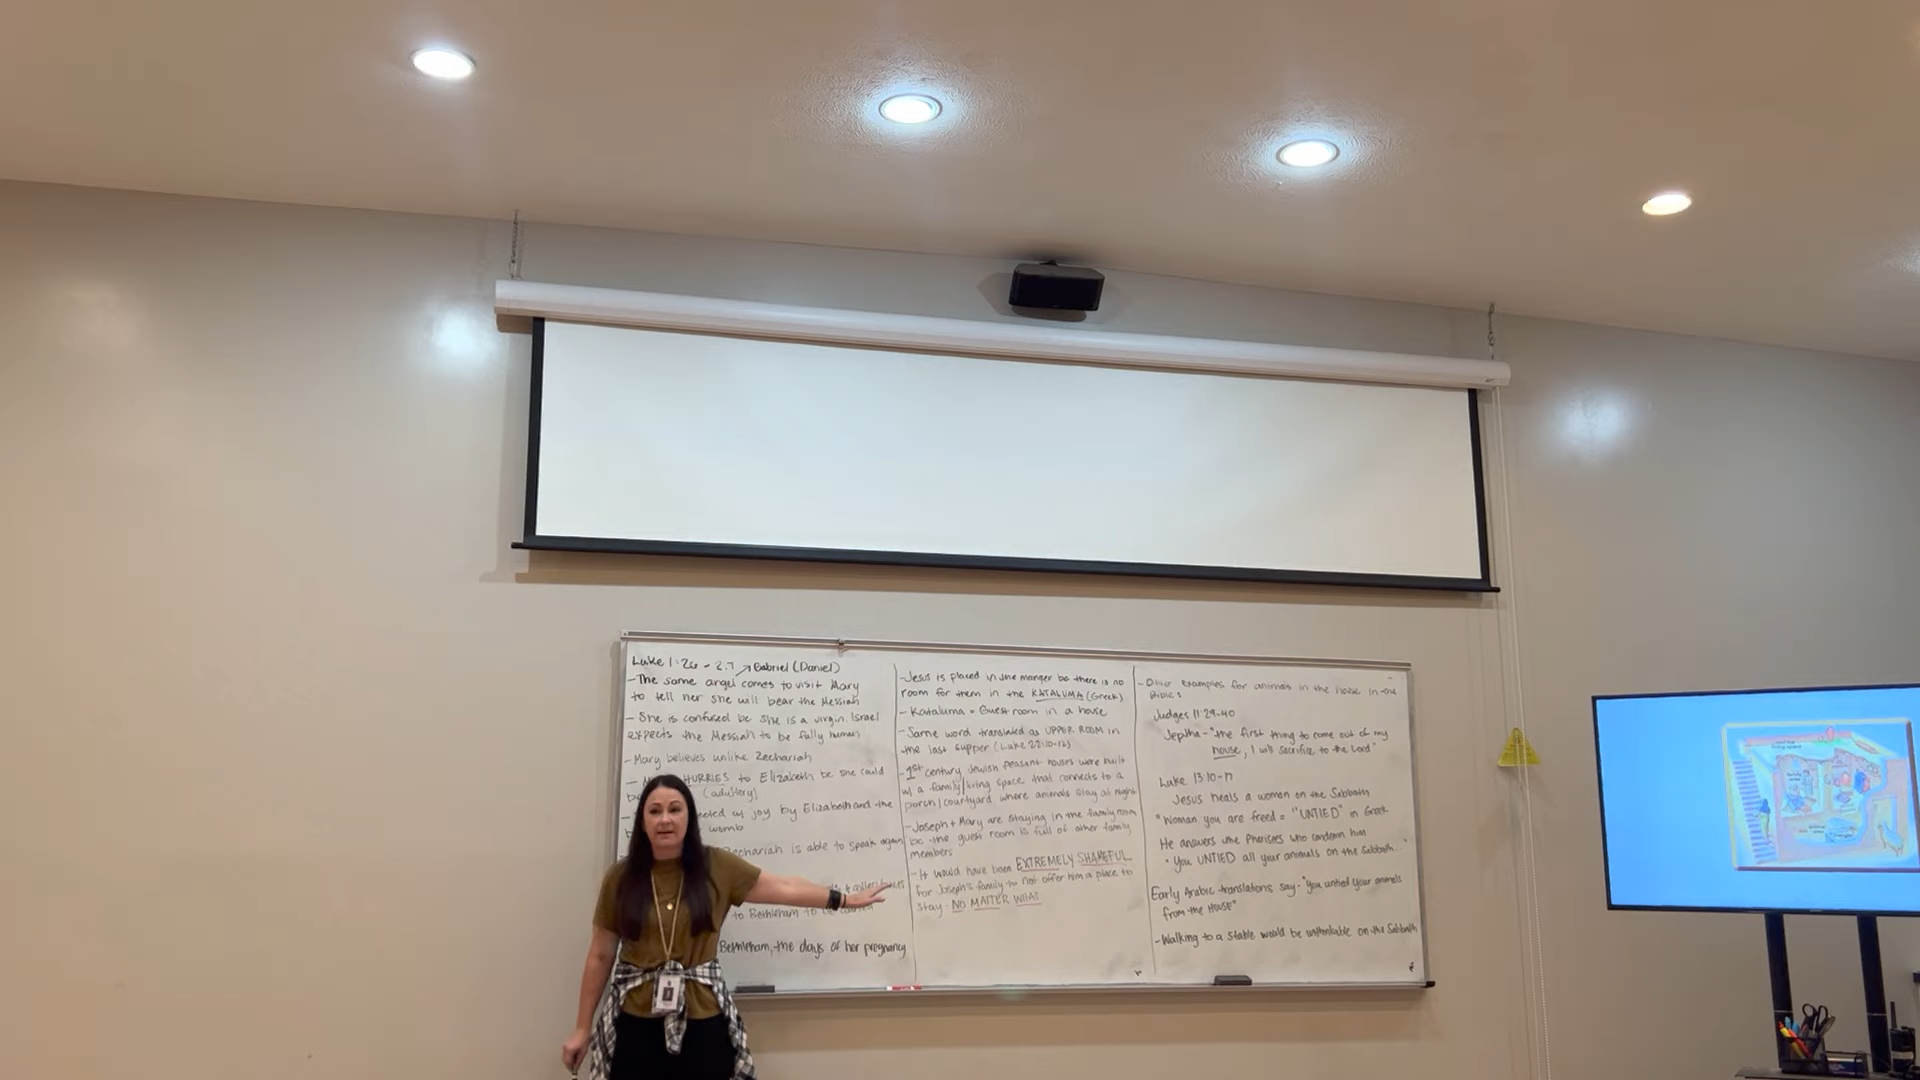 Luke 1:26 - 2:7 → Gabriel (Daniel)
- The same angel comes to visit Mary
to tell her she will bear the Messiah
- She is confused bc she is a virgin. Israel
expects the Messiah to be fully human
- Mary believes unlike Zechariah
HURRIES to Elizabeth bc she could
(adultery)
w/ joy by Elizabeth and the
womb
Zechariah is able to speak again
to Bethlehem to be
Bethlehem, the days of her pregnancy
- Jesus is placed in the manger bc there is no
room for them in the KATALUMA (Greek)
- Kataluma = Guest room in a house
- Same word translated as UPPER ROOM in
the last supper (Luke 22:10-12)
- 1st century Jewish peasant houses were built
w/ a family/living space that connects to a
porch/courtyard where animals stay at night
- Joseph + Mary are staying in the family room
bc the guest room is full of other family
members
- It would have been EXTREMELY SHAMEFUL
for Joseph's family to not offer him a place to
stay - NO MATTER WHAT
- Other examples for animals in the house in the
Bible:
Judges 11:29-40
Jeptha - "the first thing to come out of my
house, I will sacrifice to the Lord"
Luke 13:10-17
Jesus heals a woman on the Sabbath
"Woman you are freed = "UNTIED" in Greek
He answers the Pharisees who condemn him
"You UNTIED all your animals on the Sabbath..."
Early Arabic translations say - "you untied your animals
from the HOUSE"
- Walking to a stable would be unthinkable on the Sabbath